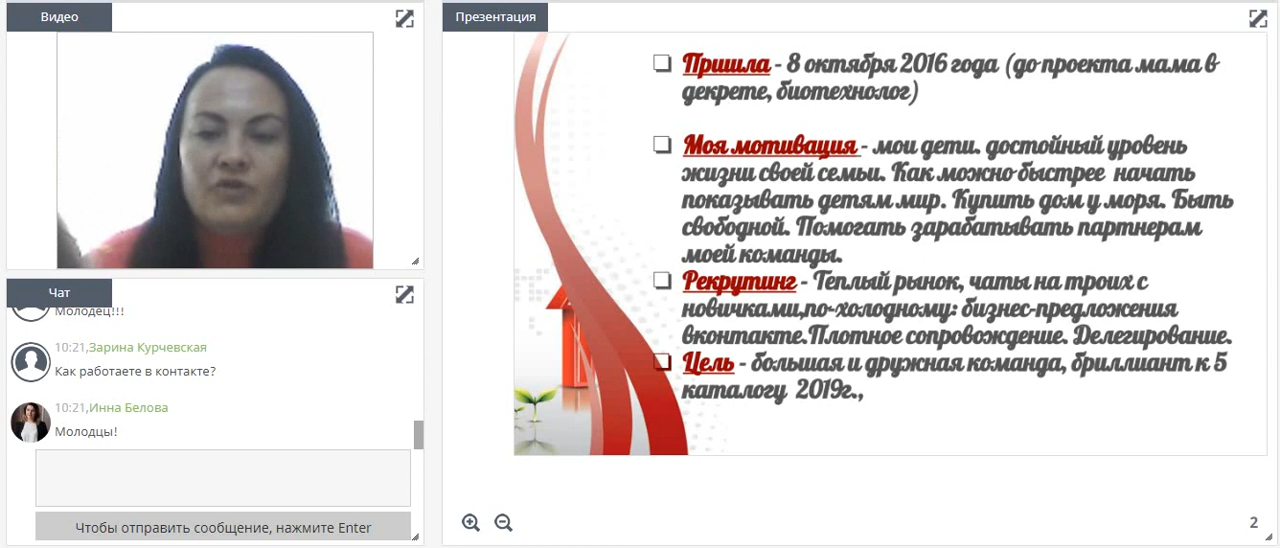 Видео
Чат
Молодец!!!
10:21,Зарина Курчевская
Как работаете в контакте?
10:21,Инна Белова
Молодцы!
Чтобы отправить сообщение, нажмите Enter
Презентация
Пришла - 8 октября 2016 года (до проекта мама в
декрете, биотехнолог)
Моя мотивация - мои дети. достойный уровень
жизни своей семьи. Как можно быстрее начать
показывать детям мир. Купить дом у моря. Быть
свободной. Помогать зарабатывать партнерам
моей команды.
Рекрутинг - Теплый рынок, чаты на троих с
новичками,по-холодному: бизнес-предложения
вконтакте.Плотное сопровождение. Делегирование.
Цель - большая и дружная команда, бриллиант к 5
каталогу 2019г.,
2